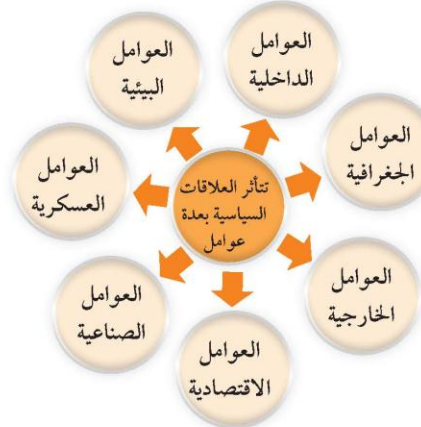 تتأثر العلاقات
السياسية بعدة
عوامل
العوامل
الداخلية
العوامل
الجغرافية
العوامل
الخارجية
العوامل
الاقتصادية
العوامل
الصناعية
العوامل
العسكرية
العوامل
البيئية